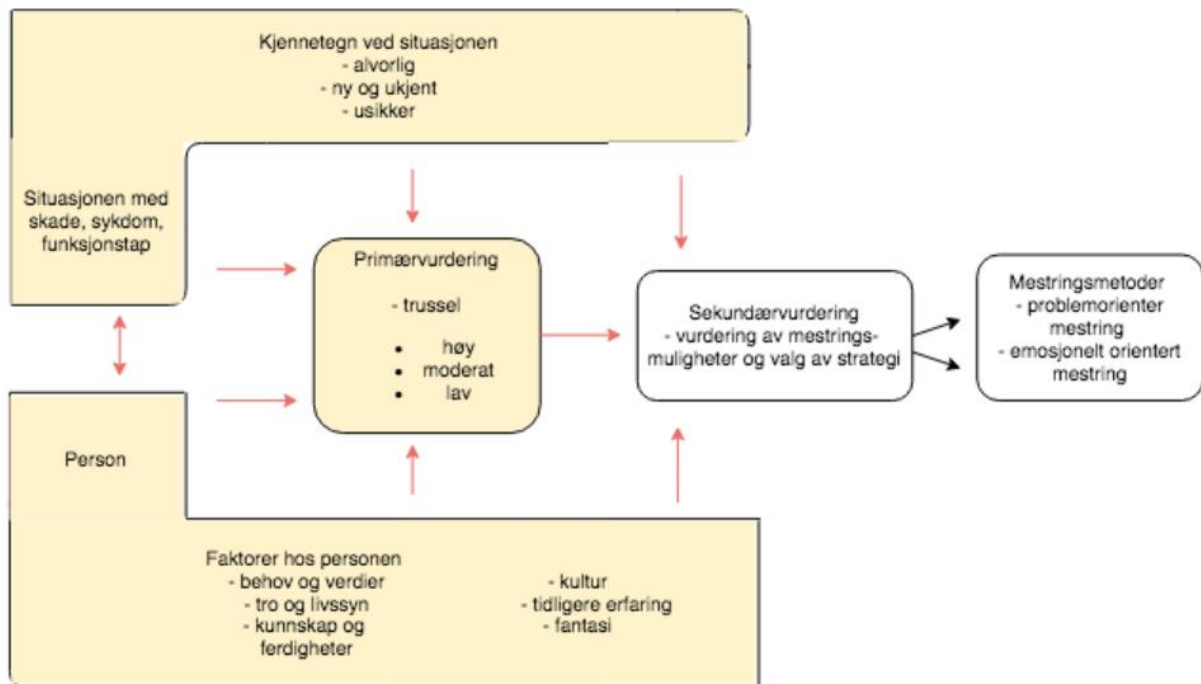 Kjennetegn ved situasjonen
- alvorlig
- ny og ukjent
- usikker
Situasjonen med
skade, sykdom,
funksjonstap
Primærvurdering
- trussel
• høy
• moderat
• lav
Sekundærvurdering
- vurdering av mestrings-
muligheter og valg av strategi
Mestringsmetoder
- problemorienter
mestring
- emosjonelt orientert
mestring
Person
Faktorer hos personen
- behov og verdier
- tro og livssyn
- kunnskap og
ferdigheter
- kultur
- tidligere erfaring
- fantasi